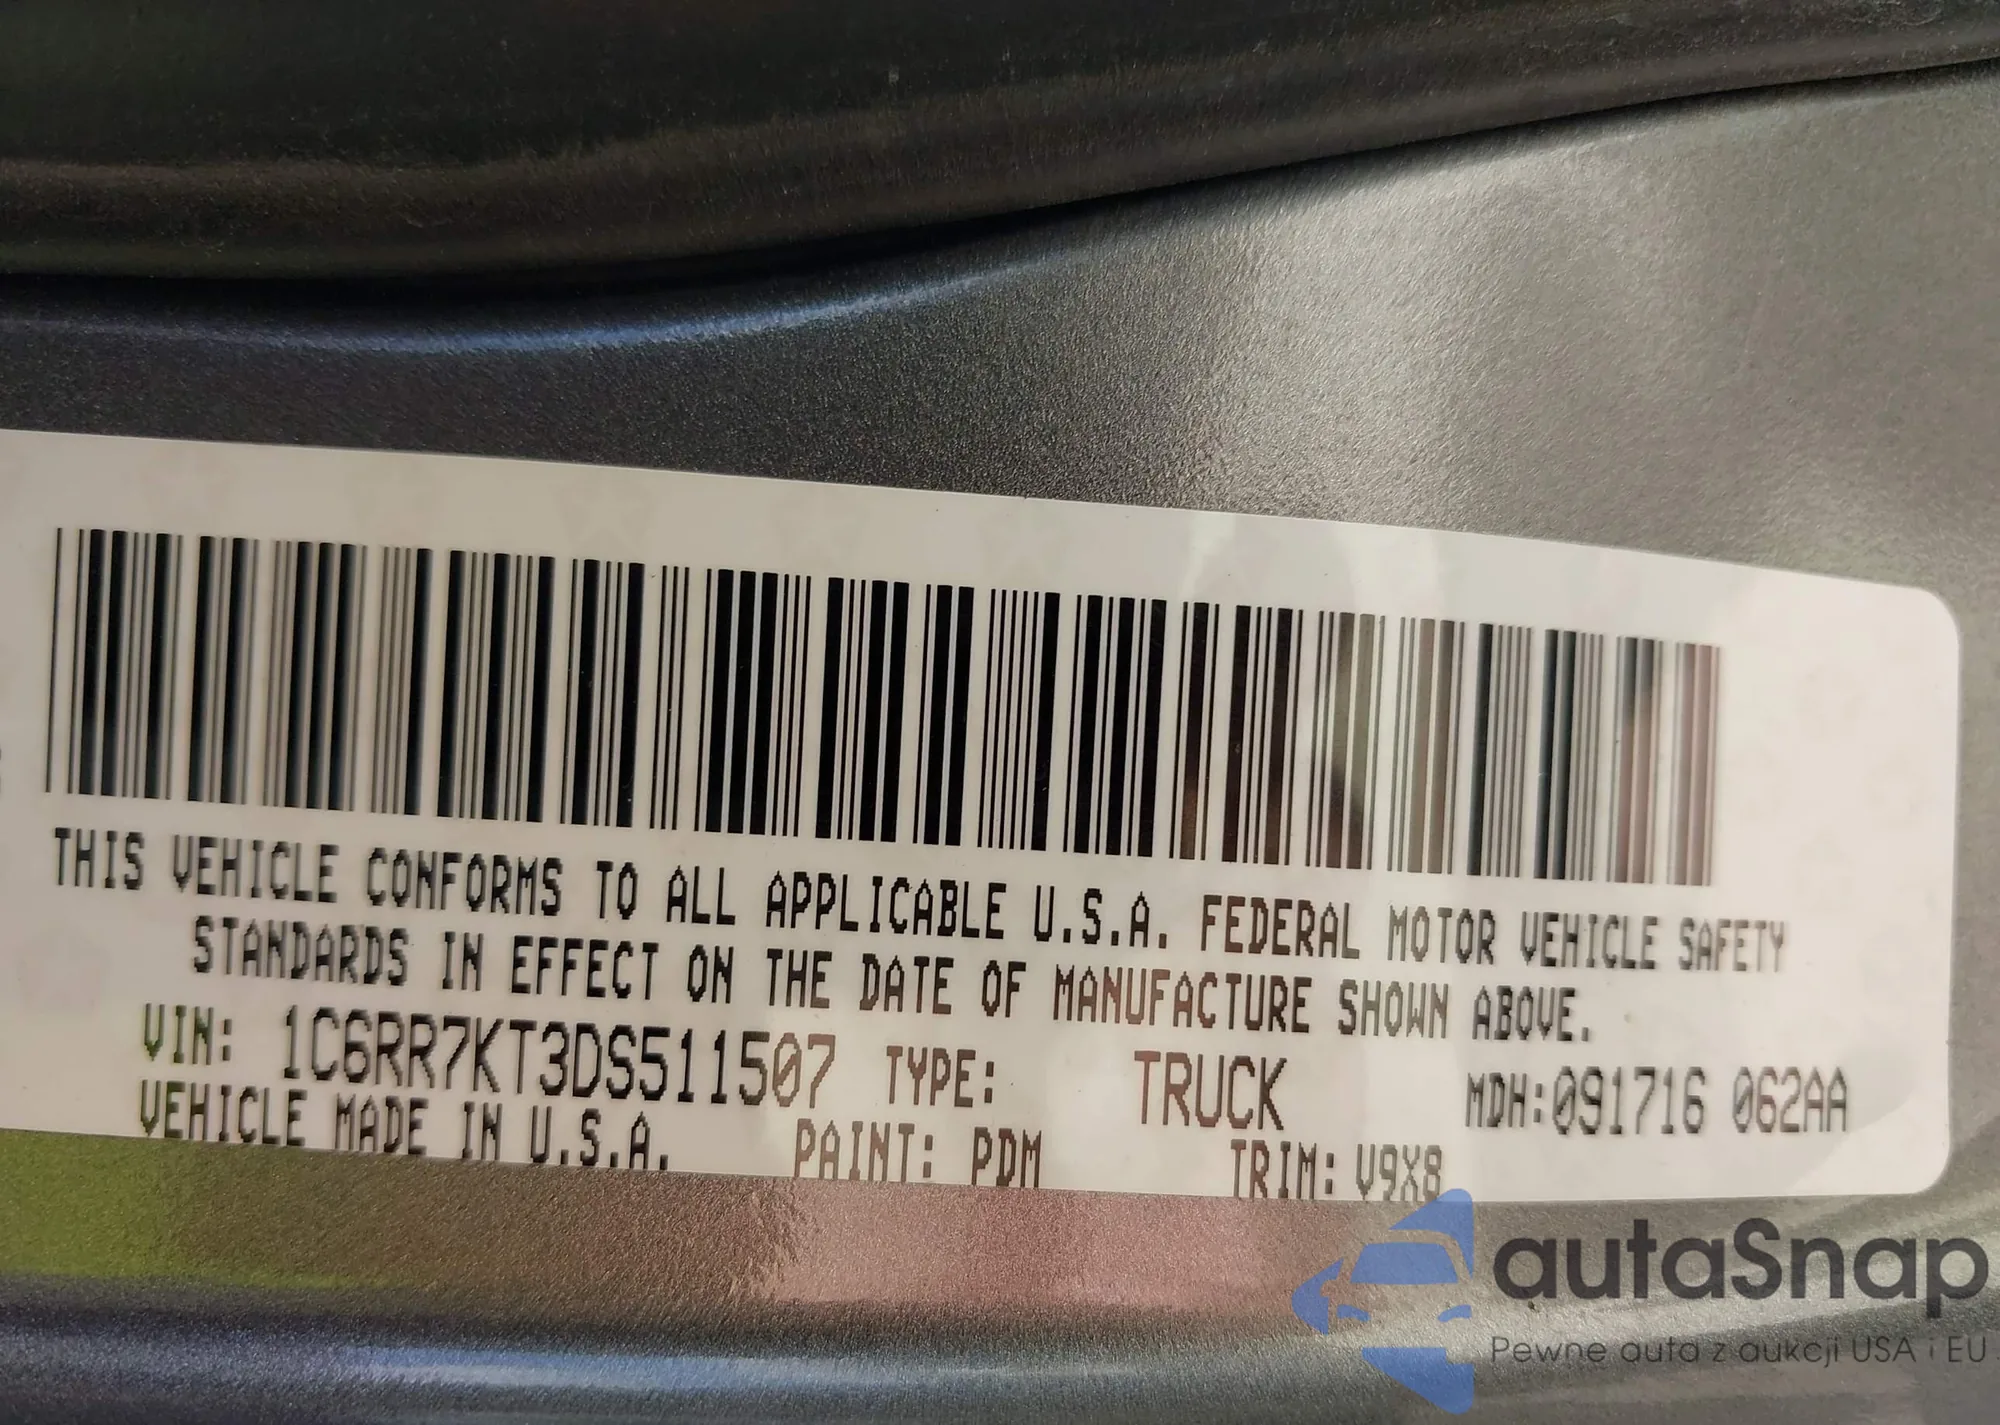 THIS VEHICLE CONFORMS TO ALL APPLICABLE U.S.A. FEDERAL MOTOR VEHICLE SAFETY
STANDARDS IN EFFECT ON THE DATE OF MANUFACTURE SHOWN ABOVE.
VIN: 1C6RR7KT3DS511507 TYPE: TRUCK MDH:091716 062AA
VEHICLE MADE IN U.S.A. PAINT: PDM TRIM: V9X8
autaSnap
Pewne auta z aukcji USA i EU